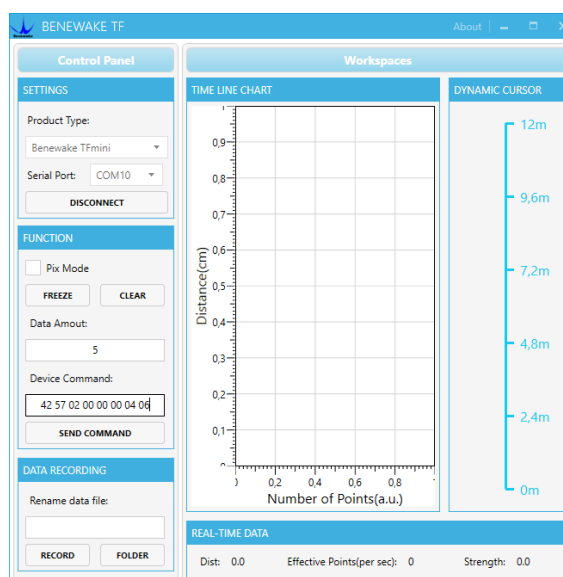 BENEWAKE TF
About
Benewake
Control Panel
Workspaces
SETTINGS
Product Type:
Benewake TFmini
Serial Port:
COM10
DISCONNECT
FUNCTION
Pix Mode
FREEZE
CLEAR
Data Amout:
5
Device Command:
42 57 02 00 00 00 04 06
SEND COMMAND
DATA RECORDING
Rename data file:
RECORD
FOLDER
TIME LINE CHART
Distance(cm)
0,9
0,8
0,7
0,6
0,5
0,4
0,3
0,2
0,1
0,2
0,4
0,6
0,8
Number of Points(a.u.)
DYNAMIC CURSOR
12m
9,6m
7,2m
4,8m
2,4m
0m
REAL-TIME DATA
Dist: 0.0
Effective Points(per sec): 0
Strength: 0.0